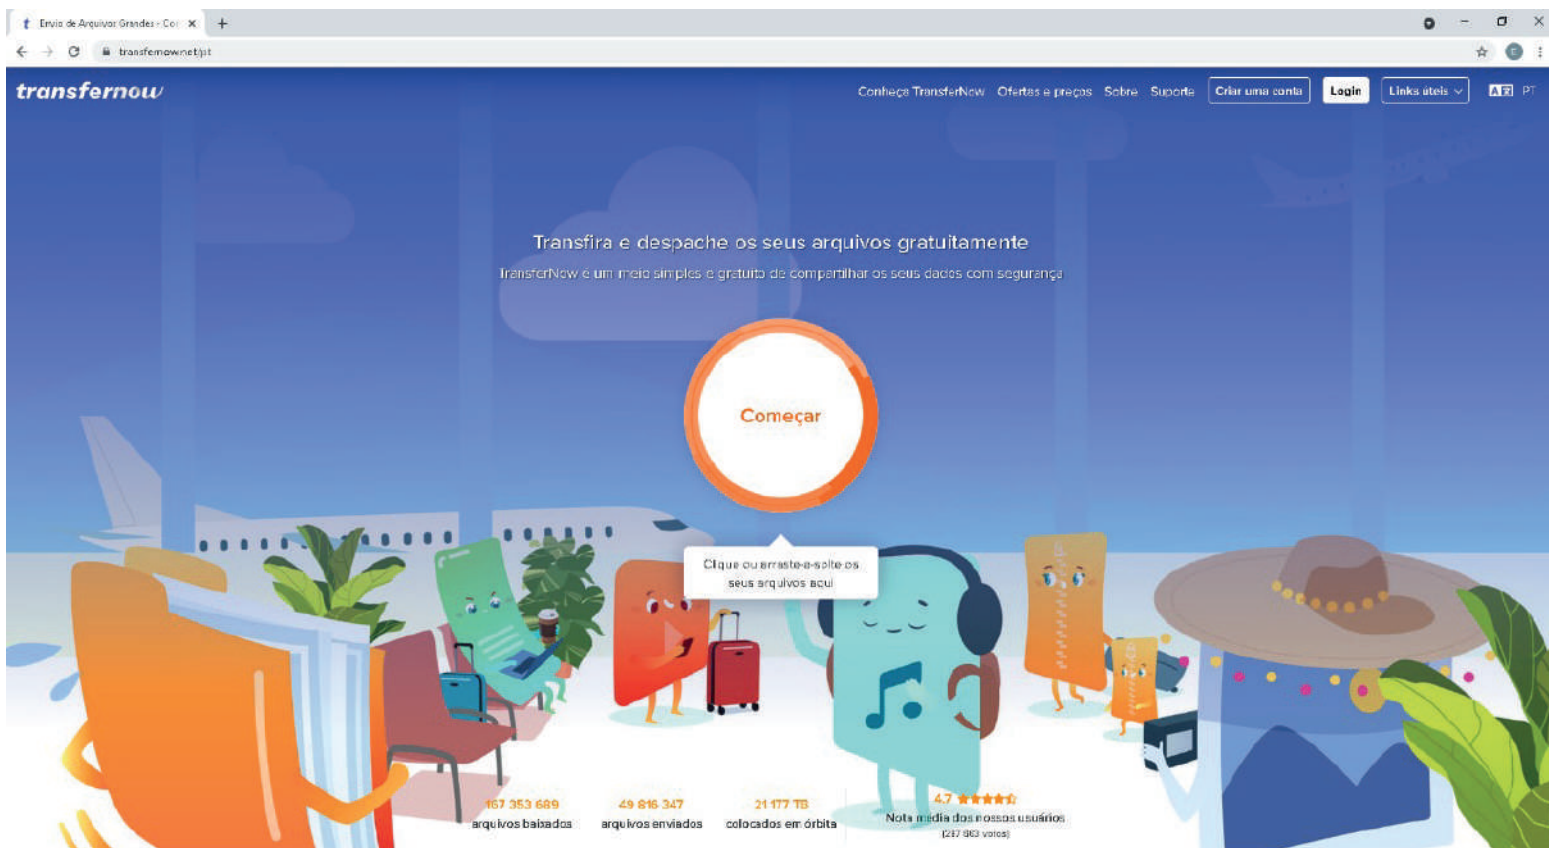 Envio de Arquivos Grandes - Co
transfernow.net/pt
transfernow
Conheça TransferNow Ofertas e preços Sobre Suporte Criar uma conta Login Links úteis PT
Transfira e despache os seus arquivos gratuitamente
TransferNow é um meio simples e gratuito de compartilhar os seus dados com segurança
Começar
Clique ou arraste-e-solte os
seus arquivos aqui
167 353 689
arquivos baixados
49 816 347
arquivos enviados
21 177 TB
colocados em órbita
4.7
Nota média dos nossos usuários